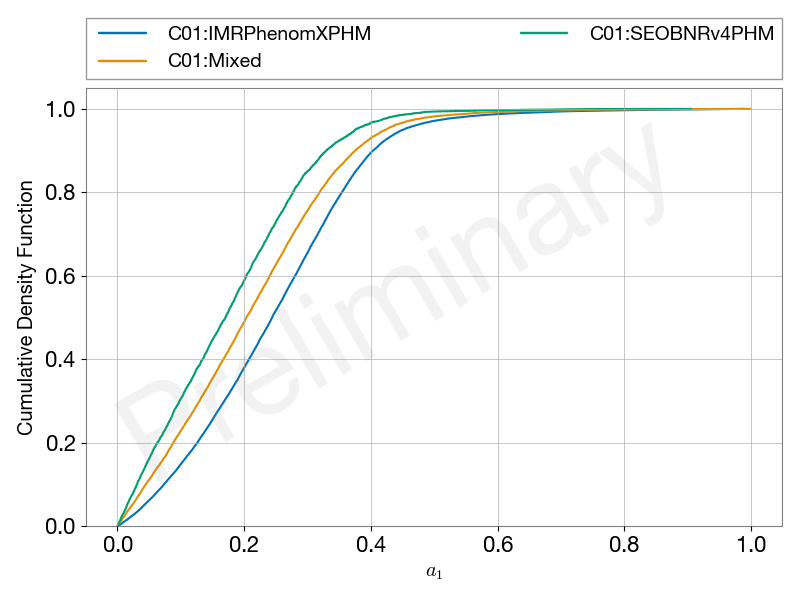 C01:IMRPhenomXPHM
C01:Mixed
C01:SEOBNRv4PHM
Cumulative Density Function
1.0
0.8
0.6
0.4
0.2
0.0
Preliminary
0.0 0.2 0.4 0.6 0.8 1.0
a₁